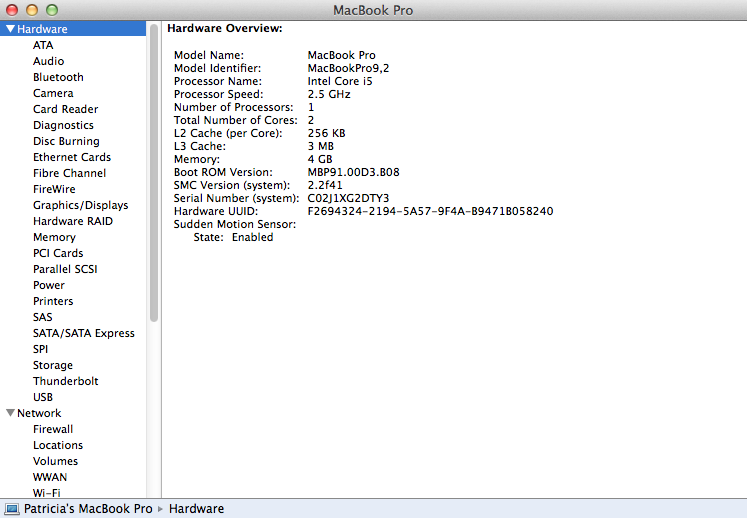 MacBook Pro
Hardware
ATA
Audio
Bluetooth
Camera
Card Reader
Diagnostics
Disc Burning
Ethernet Cards
Fibre Channel
FireWire
Graphics/Displays
Hardware RAID
Memory
PCI Cards
Parallel SCSI
Power
Printers
SAS
SATA/SATA Express
SPI
Storage
Thunderbolt
USB
Network
Firewall
Locations
Volumes
WWAN
Wi-Fi
Hardware Overview:
Model Name: MacBook Pro
Model Identifier: MacBookPro9,2
Processor Name: Intel Core i5
Processor Speed: 2.5 GHz
Number of Processors: 1
Total Number of Cores: 2
L2 Cache (per Core): 256 KB
L3 Cache: 3 MB
Memory: 4 GB
Boot ROM Version: MBP91.00D3.B08
SMC Version (system): 2.2f41
Serial Number (system): C02J1XG2DTY3
Hardware UUID: F2694324-2194-5A57-9F4A-B9471B058240
Sudden Motion Sensor:
State: Enabled
Patricia's MacBook Pro ▸ Hardware